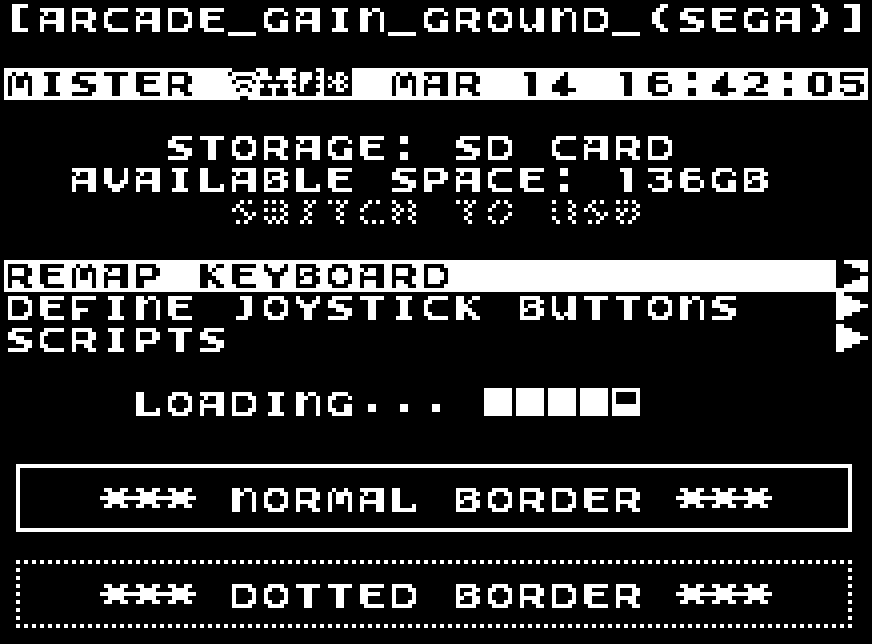 [ARCADE_GAIN_GROUND_(SEGA)]
MISTER MAR 14 16:42:05
STORAGE: SD CARD
AVAILABLE SPACE: 136GB
SWITCH TO USB
REMAP KEYBOARD
DEFINE JOYSTICK BUTTONS
SCRIPTS
LOADING...
*** NORMAL BORDER ***
*** DOTTED BORDER ***